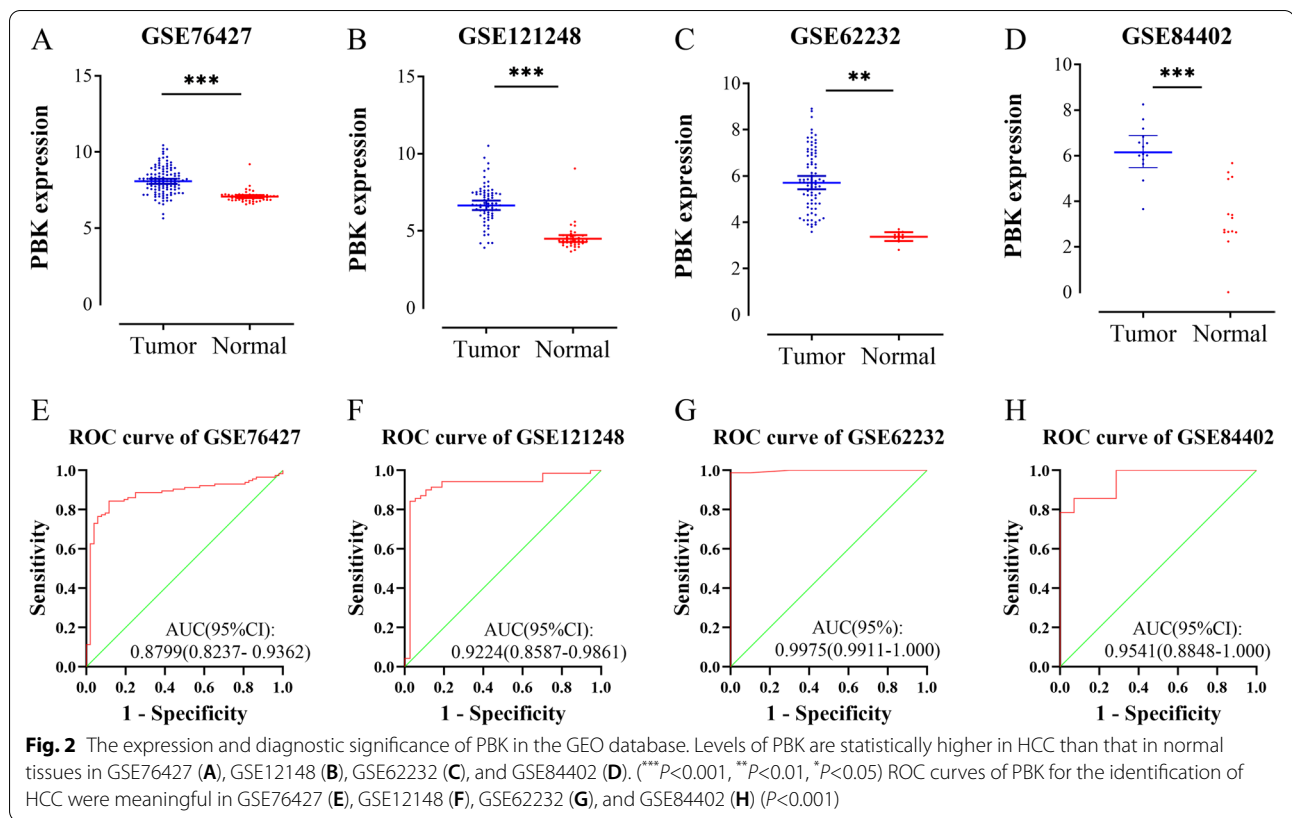 A GSE76427
B GSE121248
C GSE62232
D GSE84402
PBK expression
15
10
5
0
***
Tumor Normal
PBK expression
15
10
5
0
***
Tumor Normal
PBK expression
10
8
6
4
2
0
**
Tumor Normal
PBK expression
10
8
6
4
2
0
***
Tumor Normal
E
ROC curve of GSE76427
Sensitivity
1.0
0.8
0.6
0.4
0.2
0.0
AUC(95%CI):
0.8799(0.8237- 0.9362)
0.0 0.2 0.4 0.6 0.8 1.0
1 - Specificity
F
ROC curve of GSE121248
Sensitivity
1.0
0.8
0.6
0.4
0.2
0.0
AUC(95%CI):
0.9224(0.8587-0.9861)
0.0 0.2 0.4 0.6 0.8 1.0
1 - Specificity
G
ROC curve of GSE62232
Sensitivity
1.0
0.8
0.6
0.4
0.2
0.0
AUC(95%):
0.9975(0.9911-1.000)
0.0 0.2 0.4 0.6 0.8 1.0
1 - Specificity
H
ROC curve of GSE84402
Sensitivity
1.0
0.8
0.6
0.4
0.2
0.0
AUC(95%CI):
0.9541(0.8848-1.000)
0.0 0.2 0.4 0.6 0.8 1.0
1 - Specificity
Fig. 2 The expression and diagnostic significance of PBK in the GEO database. Levels of PBK are statistically higher in HCC than that in normal
tissues in GSE76427 (A), GSE12148 (B), GSE62232 (C), and GSE84402 (D). (***P<0.001, **P<0.01, *P<0.05) ROC curves of PBK for the identification of
HCC were meaningful in GSE76427 (E), GSE12148 (F), GSE62232 (G), and GSE84402 (H) (P<0.001)